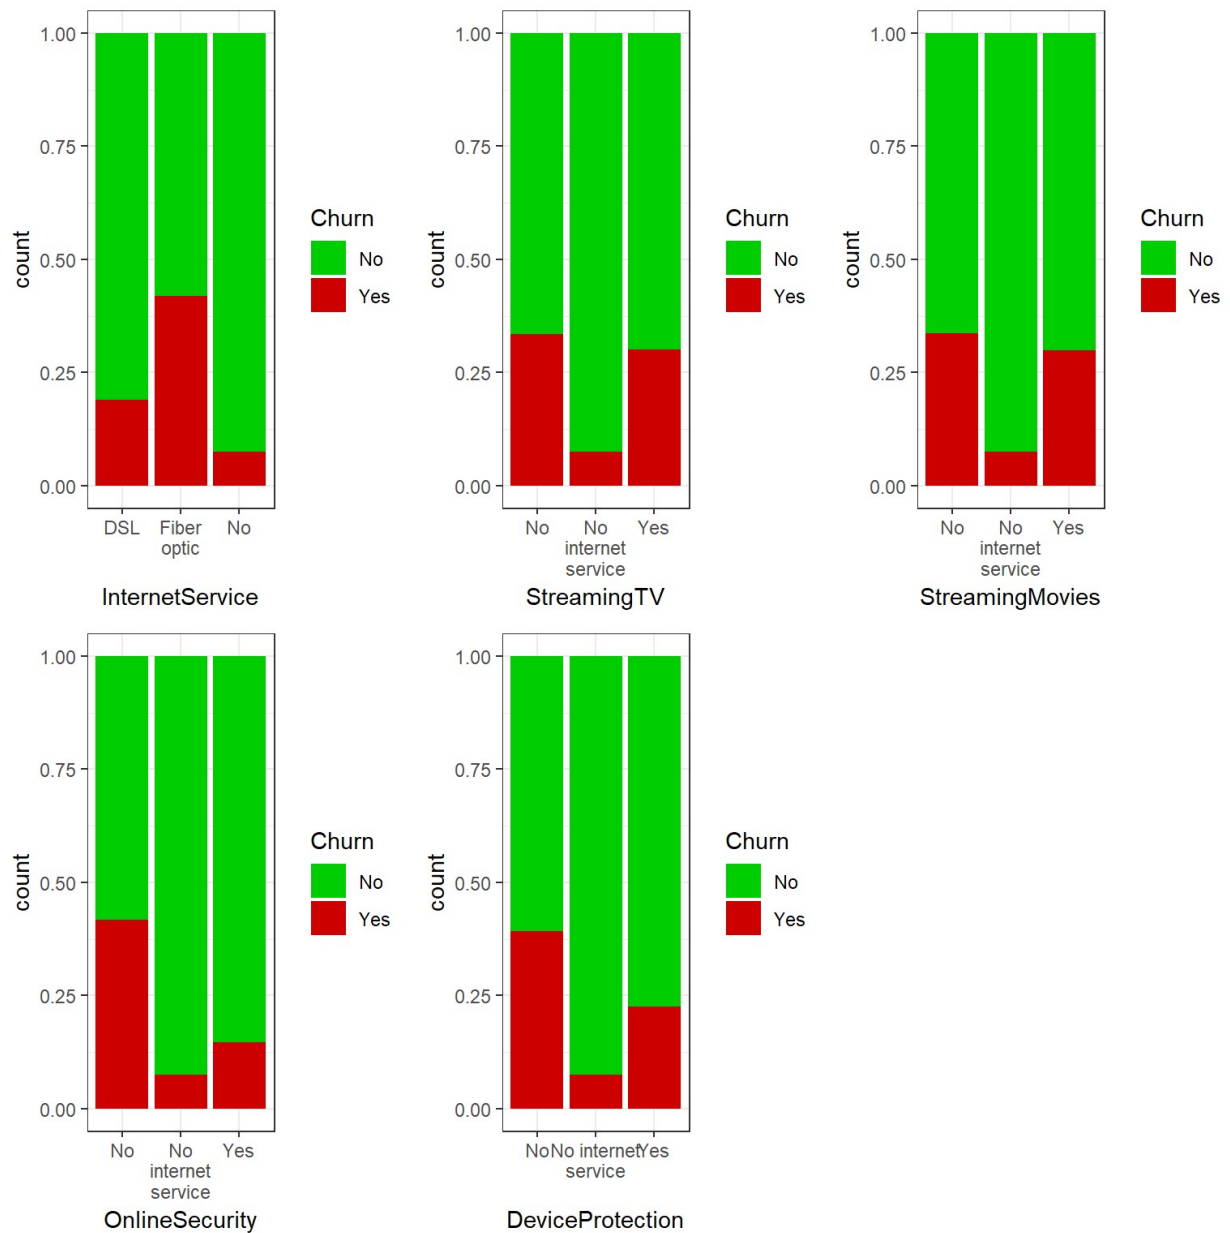 1.00
0.75
0.50
0.25
0.00
count
DSL Fiber No
optic
InternetService
Churn
No
Yes
1.00
0.75
0.50
0.25
0.00
count
No No Yes
internet
service
StreamingTV
Churn
No
Yes
1.00
0.75
0.50
0.25
0.00
count
No No Yes
internet
service
StreamingMovies
Churn
No
Yes
1.00
0.75
0.50
0.25
0.00
count
No No Yes
internet
service
OnlineSecurity
Churn
No
Yes
1.00
0.75
0.50
0.25
0.00
count
No No internet Yes
service
DeviceProtection
Churn
No
Yes